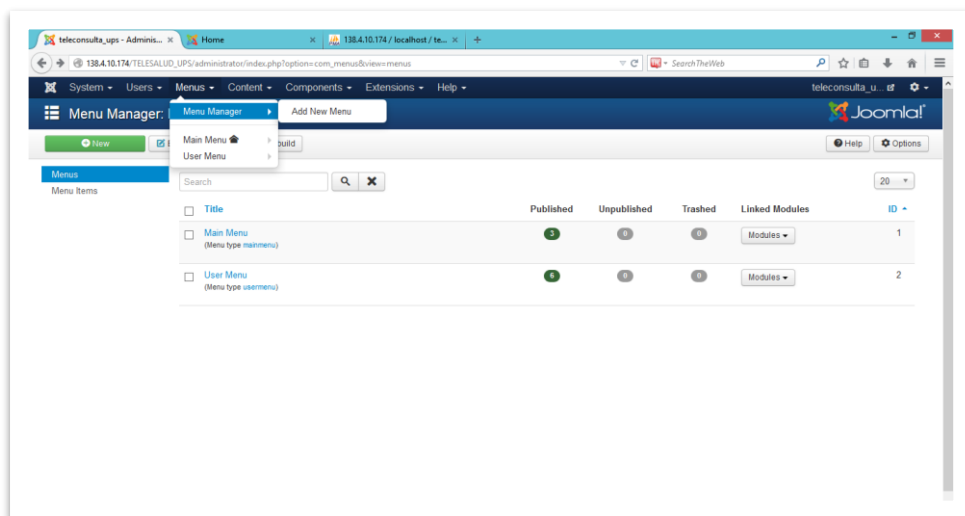 teleconsulta_ups - Adminis... × Home × 138.4.10.174 / localhost / te... × +
138.4.10.174/TELESALUD_UPS/administrator/index.php?option=com_menus&view=menus SearchTheWeb
System Users Menus Content Components Extensions Help teleconsulta_u...
Menu Manager: Joomla!
Menu Manager Add New Menu
New Main Menu uild Help Options
User Menu
Menus
Menu Items
Search 20
Title Published Unpublished Trashed Linked Modules ID
Main Menu 3 0 0 Modules 1
(Menu type mainmenu)
User Menu 6 0 0 Modules 2
(Menu type usermenu)